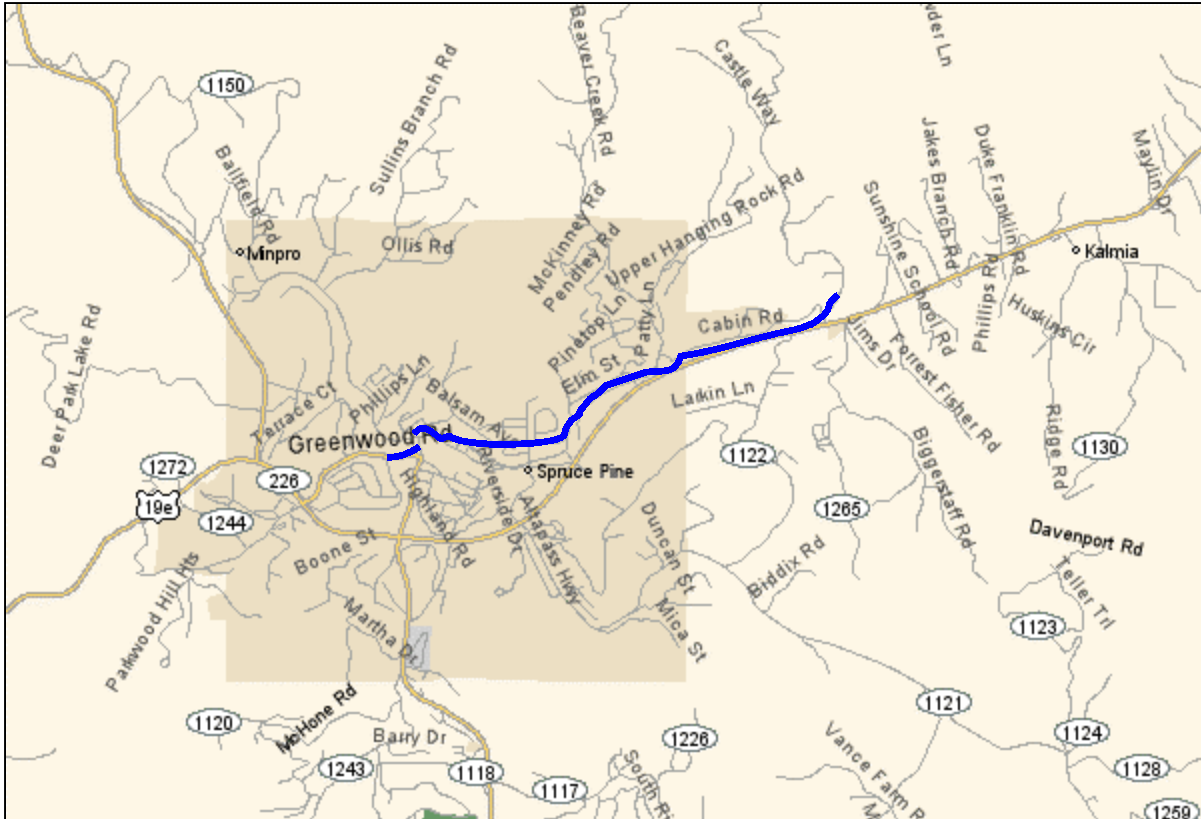 Beaver Creek Rd
wder Ln
Castle Way
1150
Sullins Branch Rd
Ballfield Rd
Jakes Branch Rd
Duke Franklin Rd
Maylin Dr
Minpro
Ollis Rd
McKinney Rd
Pendley Rd
Upper Hanging Rock Rd
Sunshine School Rd
Phillips R
Kalmia
Deer Park Lake Rd
Terrace Ct
Phillips Ln
Balsam Ave
Pinetop Ln
Patty Ln
Elm St
Cabin Rd
Sims Dr
Forrest Fisher Rd
Huskins Cir
Ridge Rd
Larkin Ln
Greenwood Rd
1272
226
19e
1244
Highland Rd
Riverside Dr
Spruce Pine
Altapass Hwy
1122
1265
Biggerstaff Rd
1130
Davenport Rd
Boone St
Duncan St
Biddix Rd
Mica St
Teller Trl
1123
Parkwood Hill Hts
Martha Dr
McHone Rd
1120
Barry Dr
1243
1118
1117
1226
South Ri
1121
Vance Farm R
M
1124
1128
1259